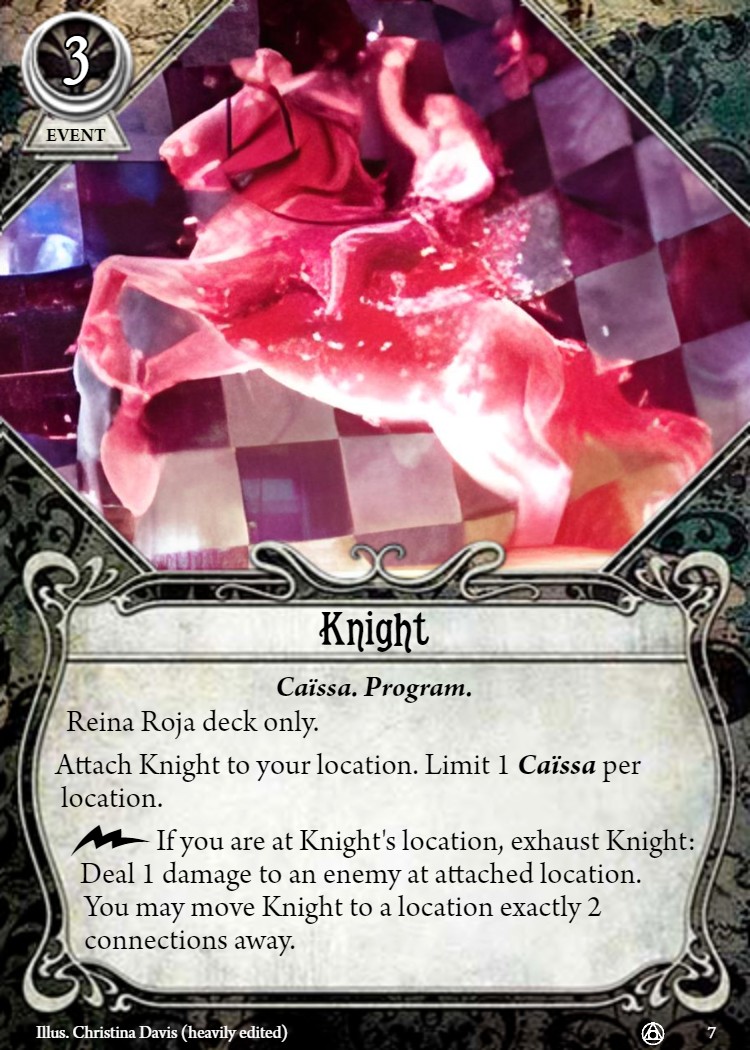 3
EVENT
Knight
Caïssa. Program.
Reina Roja deck only.
Attach Knight to your location. Limit 1 Caïssa per
location.
If you are at Knight's location, exhaust Knight:
Deal 1 damage to an enemy at attached location.
You may move Knight to a location exactly 2
connections away.
Illus. Christina Davis (heavily edited)
7